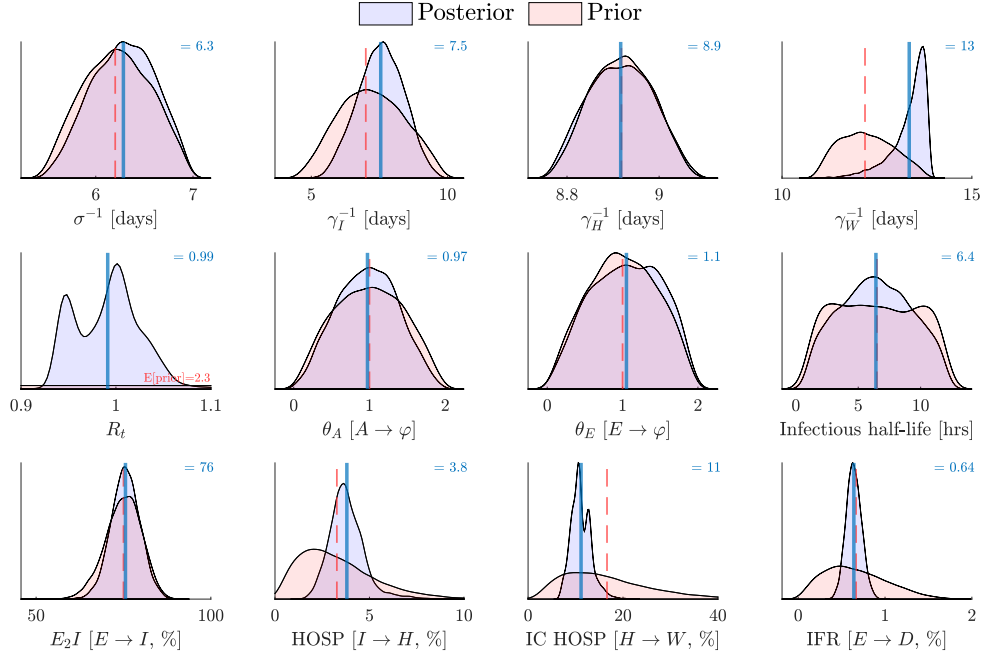 Posterior Prior
= 6.3 = 7.5 = 8.9 = 13
6 7 5 10 8.8 9 10 15
σ⁻¹ [days] γ_I⁻¹ [days] γ_H⁻¹ [days] γ_W⁻¹ [days]
= 0.99 = 0.97 = 1.1 = 6.4
E[prior]=2.3
0.9 1 1.1 0 1 2 0 1 2 0 5 10
R_t θ_A [A → φ] θ_E [E → φ] Infectious half-life [hrs]
= 76 = 3.8 = 11 = 0.64
50 100 0 5 10 0 20 40 0 1 2
E₂I [E → I, %] HOSP [I → H, %] IC HOSP [H → W, %] IFR [E → D, %]